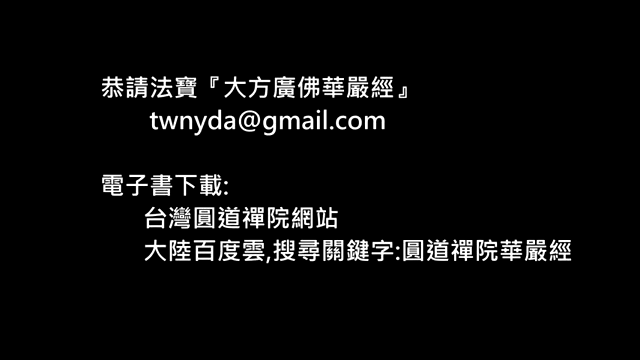 恭請法寶『大方廣佛華嚴經』
twnyda@gmail.com
電子書下載:
台灣圓道禪院網站
大陸百度雲,搜尋關鍵字:圓道禪院華嚴經